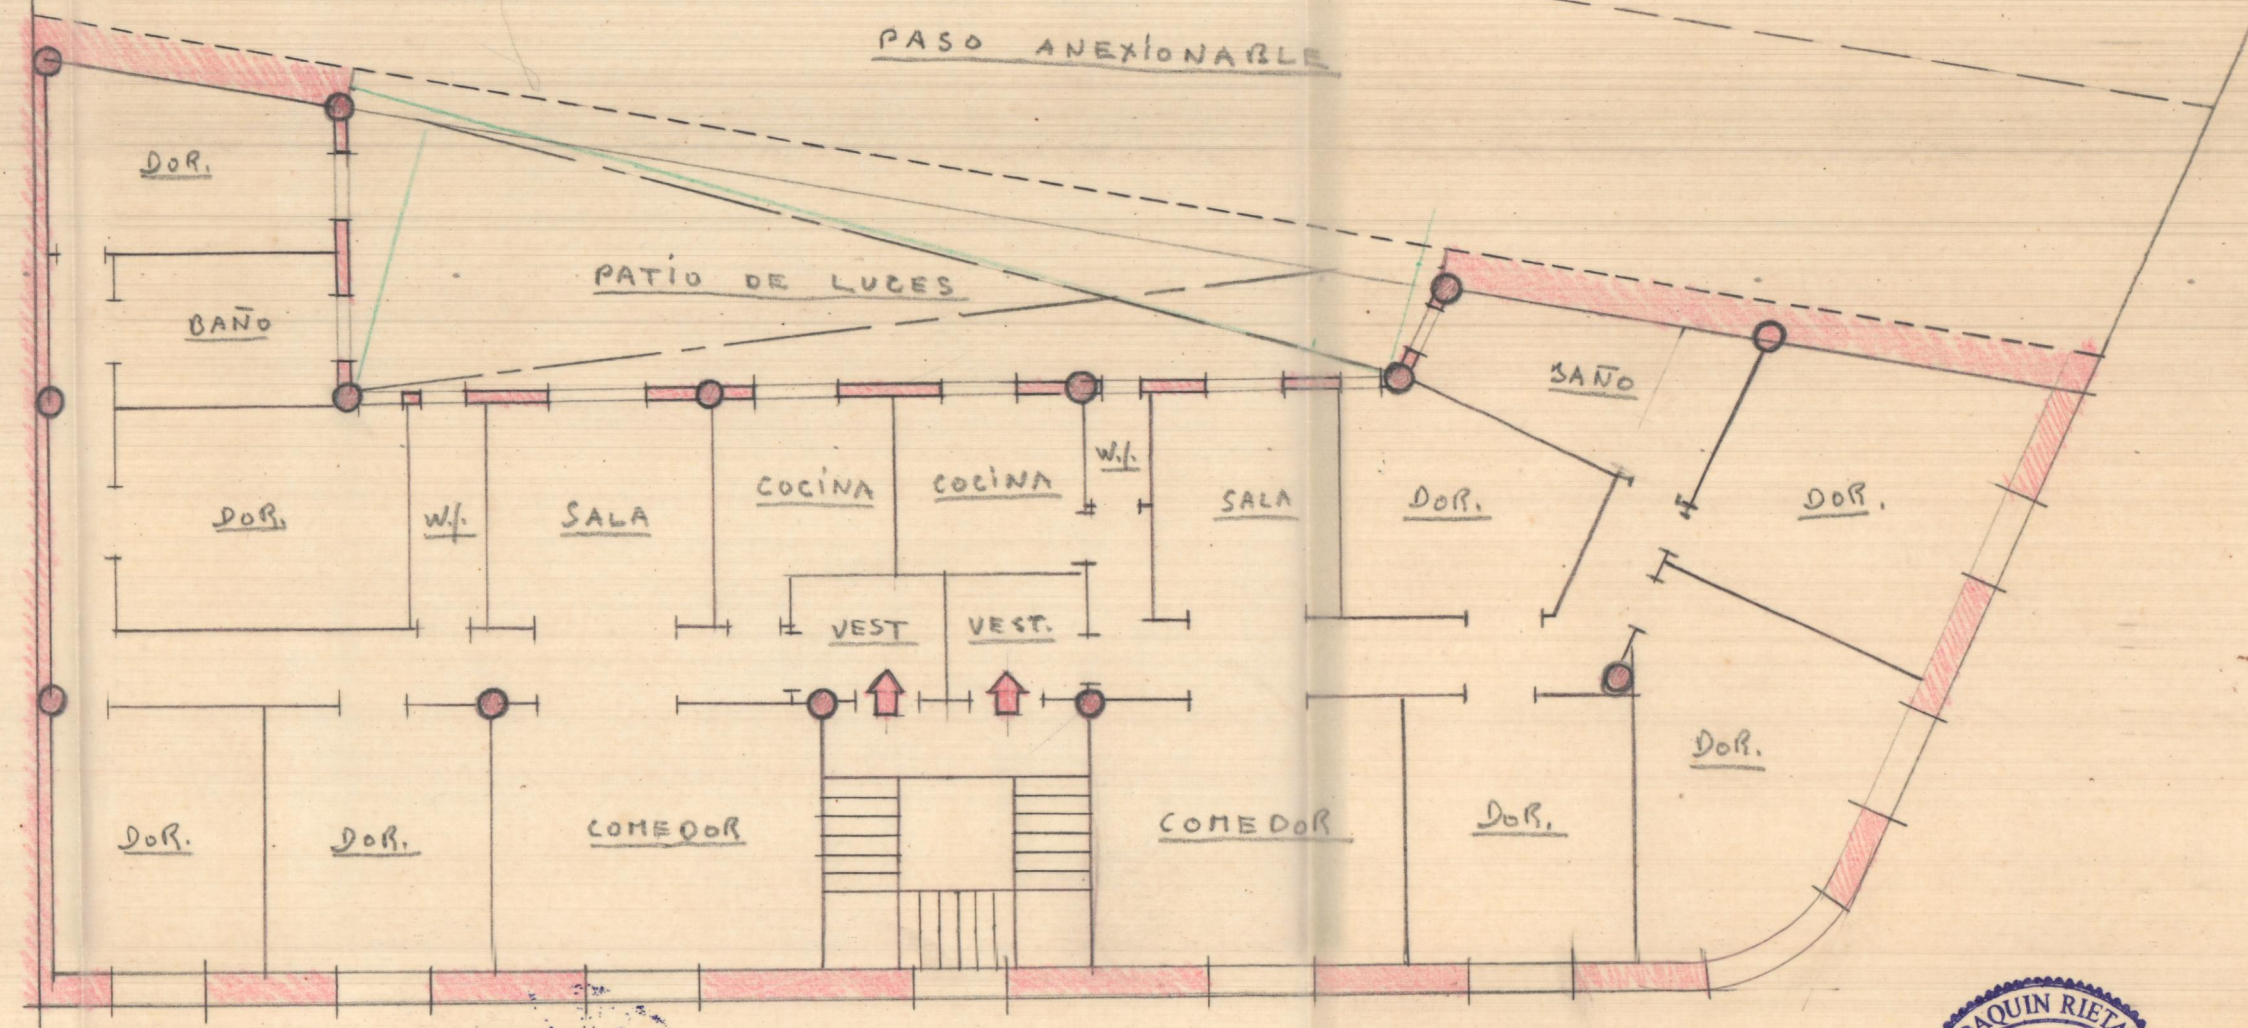 PASO ANEXIONABLE
DOR.
PATIO DE LUCES
BAÑO
BAÑO
DOR.
W./.
SALA
COCINA
COCINA
W./.
SALA
DOR.
DOR.
VEST
VEST.
DOR.
DOR.
DOR.
COMEDOR
COMEDOR
DOR.
AQUIN RIETA